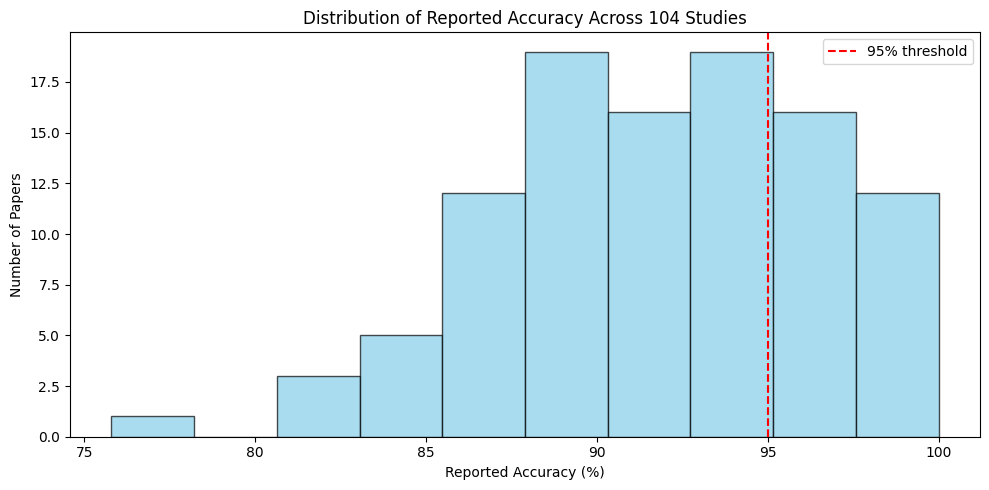 Distribution of Reported Accuracy Across 104 Studies
95% threshold
Number of Papers
17.5
15.0
12.5
10.0
7.5
5.0
2.5
0.0
75 80 85 90 95 100
Reported Accuracy (%)